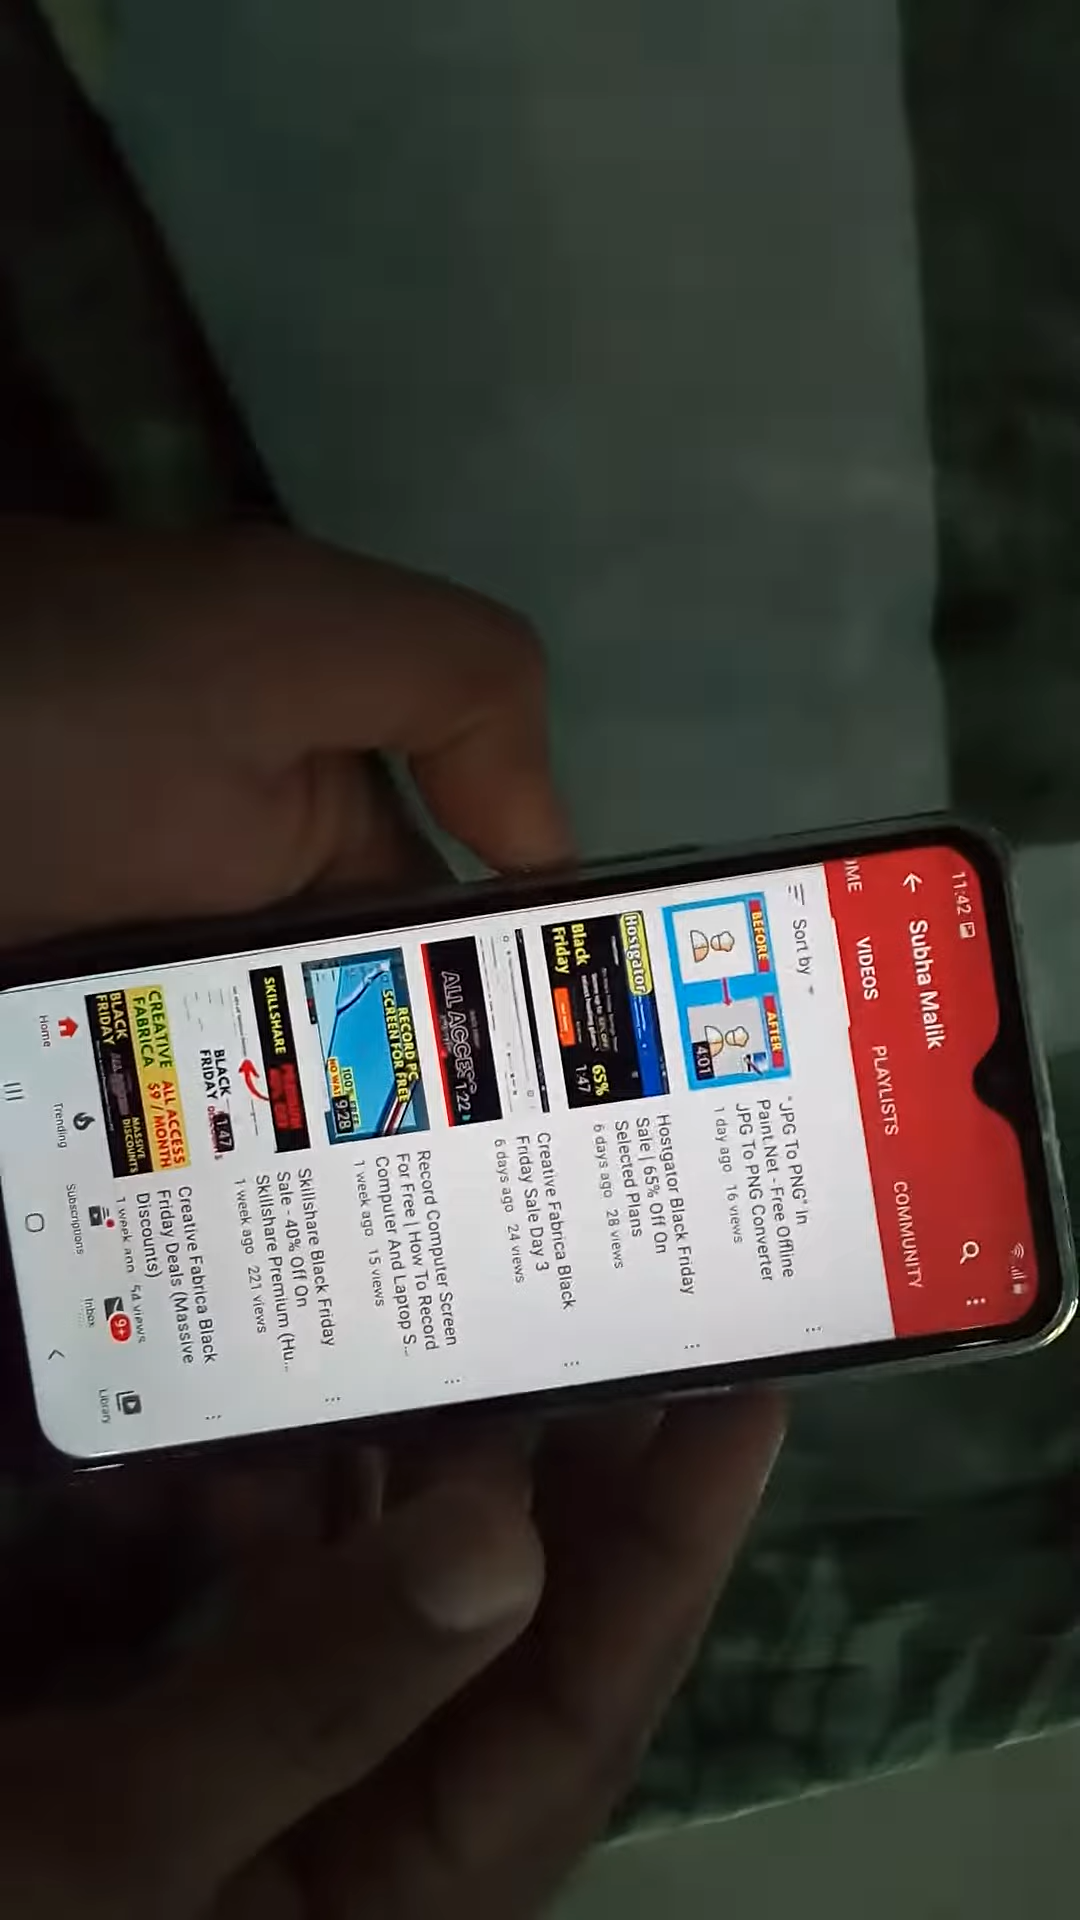 11:42
Subha Malik
OME VIDEOS PLAYLISTS COMMUNITY
Sort by
BEFORE AFTER
4:01
"JPG To PNG" In
Paint.Net - Free Offline
JPG To PNG Converter
1 day ago 16 views
Hostgator
Black
Friday
65%
1:47
Hostgator Black Friday
Sale | 65% Off On
Selected Plans
6 days ago 28 views
ALL ACCESS
1:22
Creative Fabrica Black
Friday Sale Day 3
6 days ago 24 views
RECORD PC
SCREEN FOR FREE
100% FREE
NO WAT
9:28
Record Computer Screen
For Free | How To Record
Computer And Laptop S...
1 week ago 15 views
SKILLSHARE
BLACK
FRIDAY
1:47
Skillshare Black Friday
Sale - 40% Off On
Skillshare Premium (Hu...
1 week ago 221 views
CREATIVE
FABRICA
ALL ACCESS
$9 / MONTH
BLACK
FRIDAY
MASSIVE
DISCOUNTS
Creative Fabrica Black
Friday Deals (Massive
Discounts)
1 week ago 54 views
Home Trending Subscriptions Inbox Library
9+